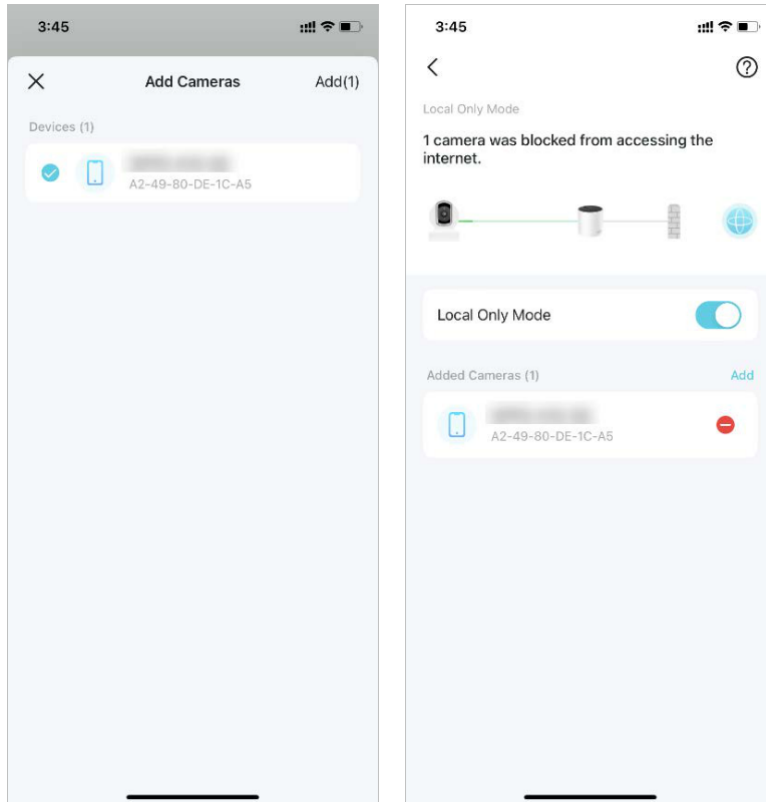 3:45
Add Cameras
Add(1)
Devices (1)
A2-49-80-DE-1C-A5
3:45
Local Only Mode
1 camera was blocked from accessing the
internet.
Local Only Mode
Added Cameras (1)
Add
A2-49-80-DE-1C-A5